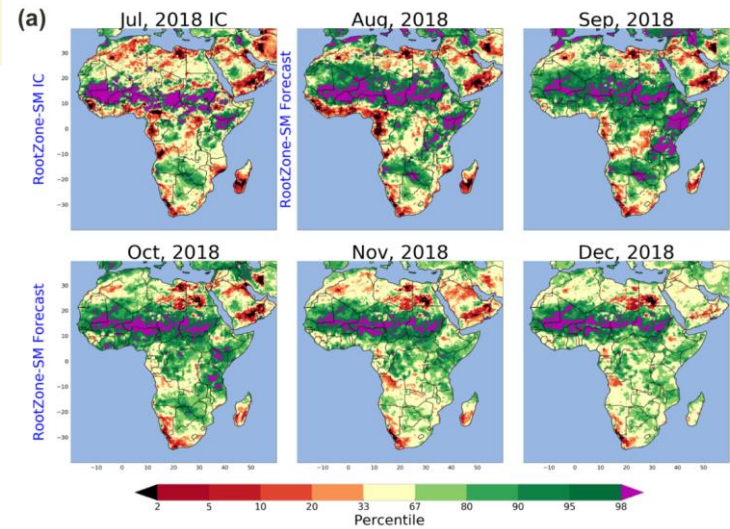 (a)
Jul, 2018 IC
Aug, 2018
Sep, 2018
RootZone-SM IC
40
30
20
10
0
−10
−20
−30
RootZone-SM Forecast
Oct, 2018
Nov, 2018
Dec, 2018
RootZone-SM Forecast
40
30
20
10
0
−10
−20
−30
−10 0 10 20 30 40 50
−10 0 10 20 30 40 50
−10 0 10 20 30 40 50 60
2 5 10 20 33 67 80 90 95 98
Percentile